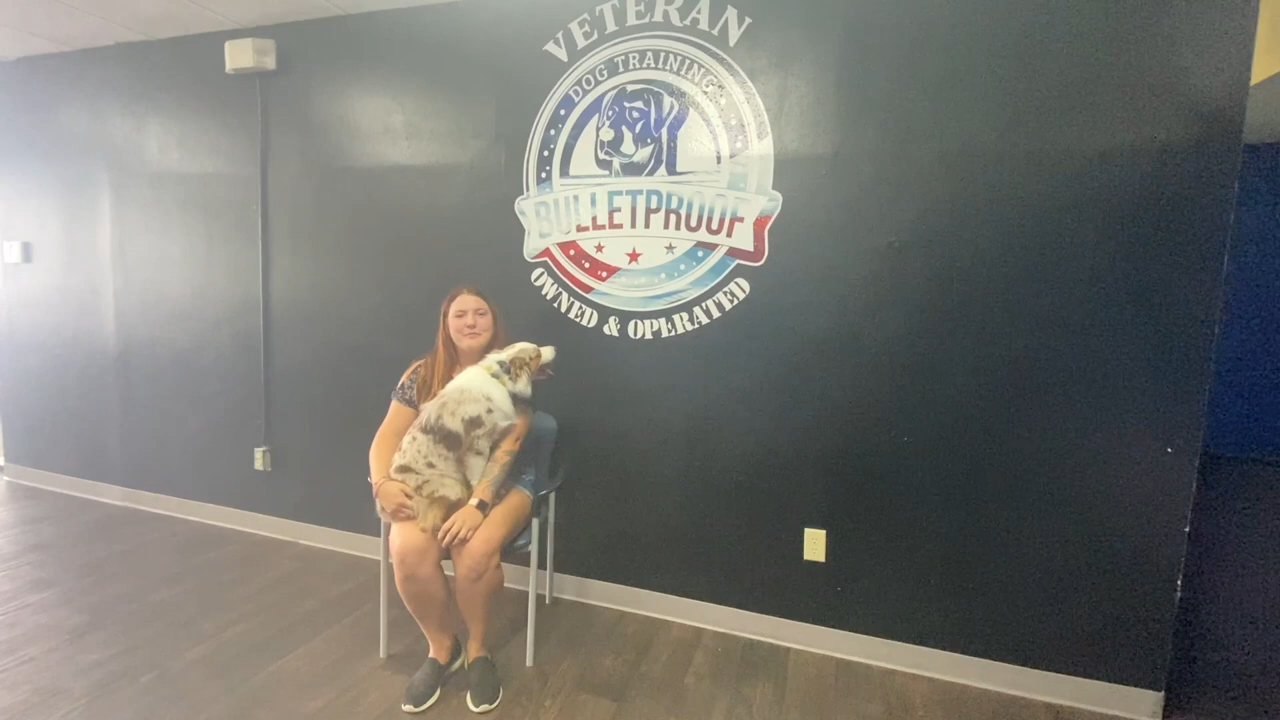 VETERAN
DOG TRAINING
BULLETPROOF
OWNED & OPERATED